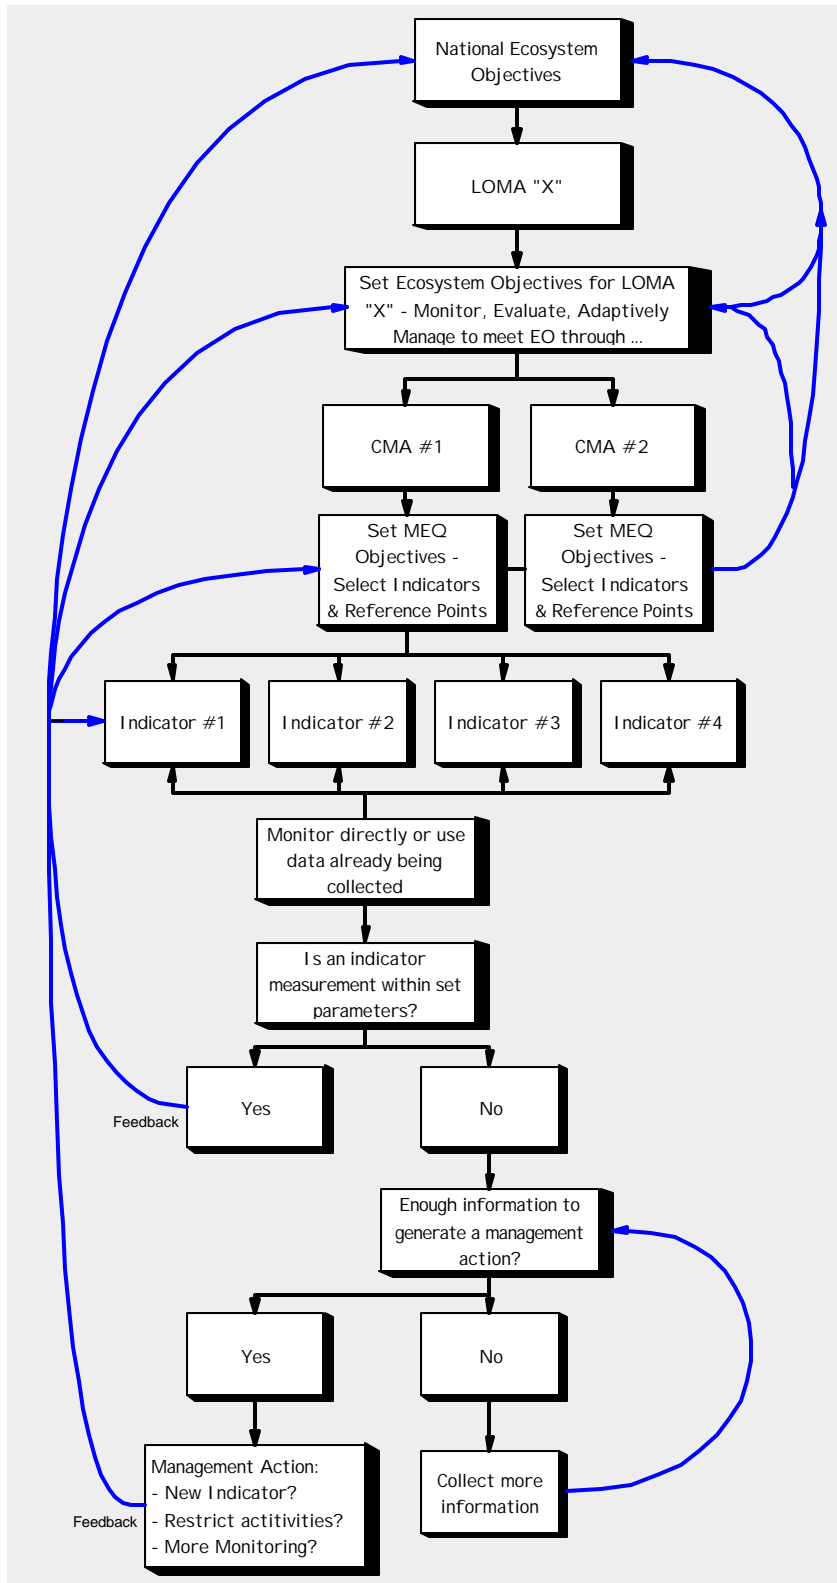 National Ecosystem
Objectives
LOMA "X"
Set Ecosystem Objectives for LOMA
"X" - Monitor, Evaluate, Adaptively
Manage to meet EO through ...
CMA #1
CMA #2
Set MEQ
Objectives -
Select Indicators
& Reference Points
Set MEQ
Objectives -
Select Indicators
& Reference Points
Indicator #1
Indicator #2
Indicator #3
Indicator #4
Monitor directly or use
data already being
collected
Is an indicator
measurement within set
parameters?
Yes
No
Feedback
Enough information to
generate a management
action?
Yes
No
Management Action:
- New Indicator?
- Restrict actitivities?
- More Monitoring?
Collect more
information
Feedback